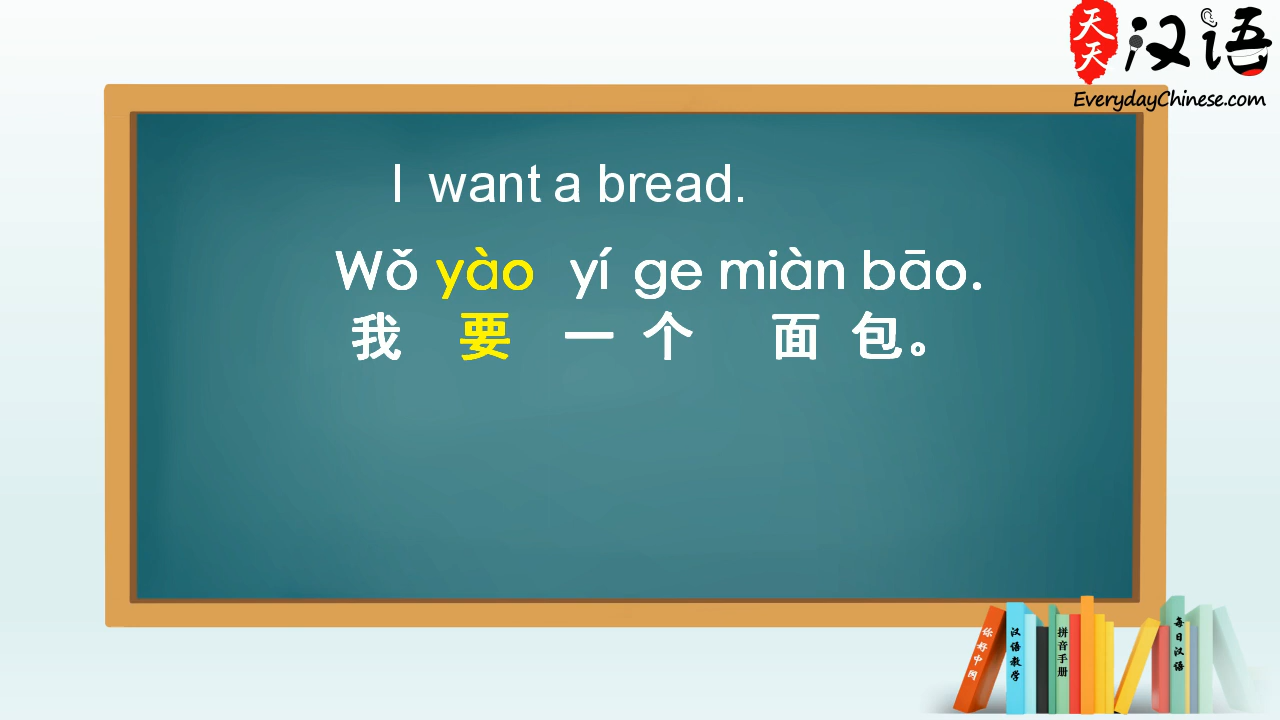 天天汉语
EverydayChinese.com
I want a bread.
Wǒ yào yí ge miàn bāo.
我 要 一 个 面 包。
你好中国
汉语教学
拼音手册
每日汉语